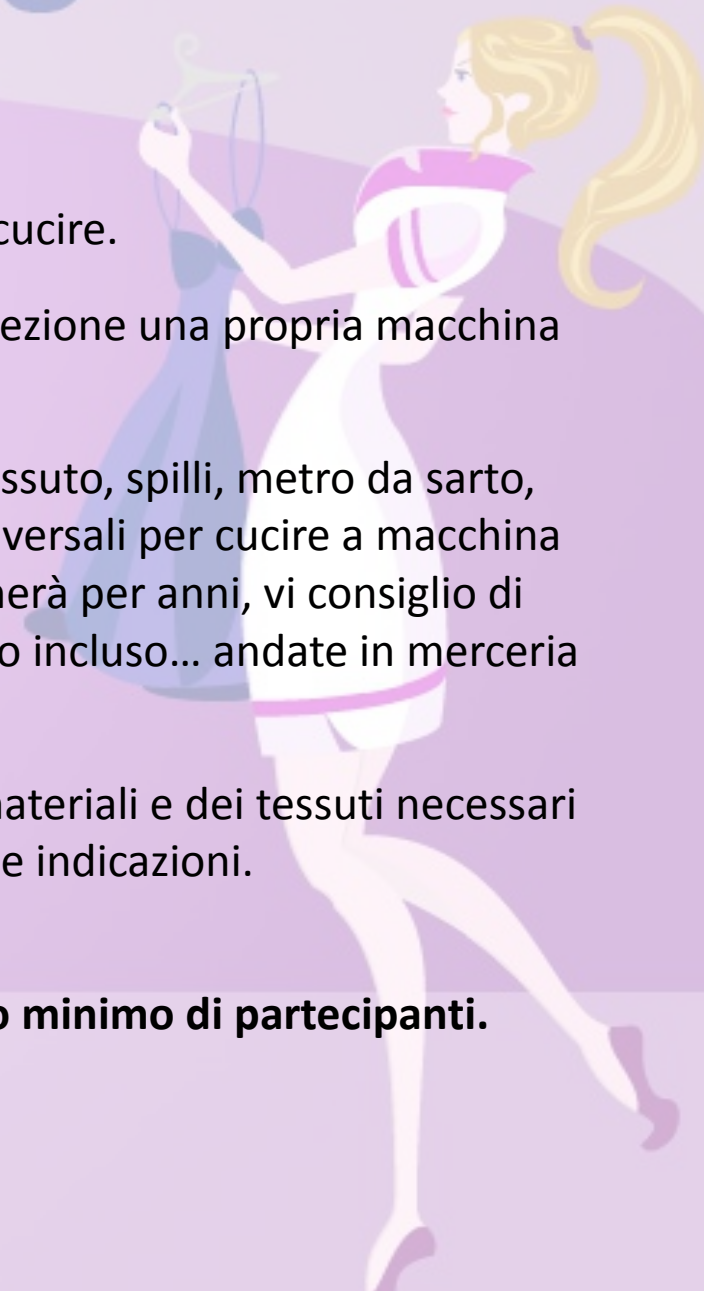 cucire.
ezione una propria macchina
ssuto, spilli, metro da sarto,
versali per cucire a macchina
nerà per anni, vi consiglio di
o incluso… andate in merceria
nateriali e dei tessuti necessari
e indicazioni.
o minimo di partecipanti.